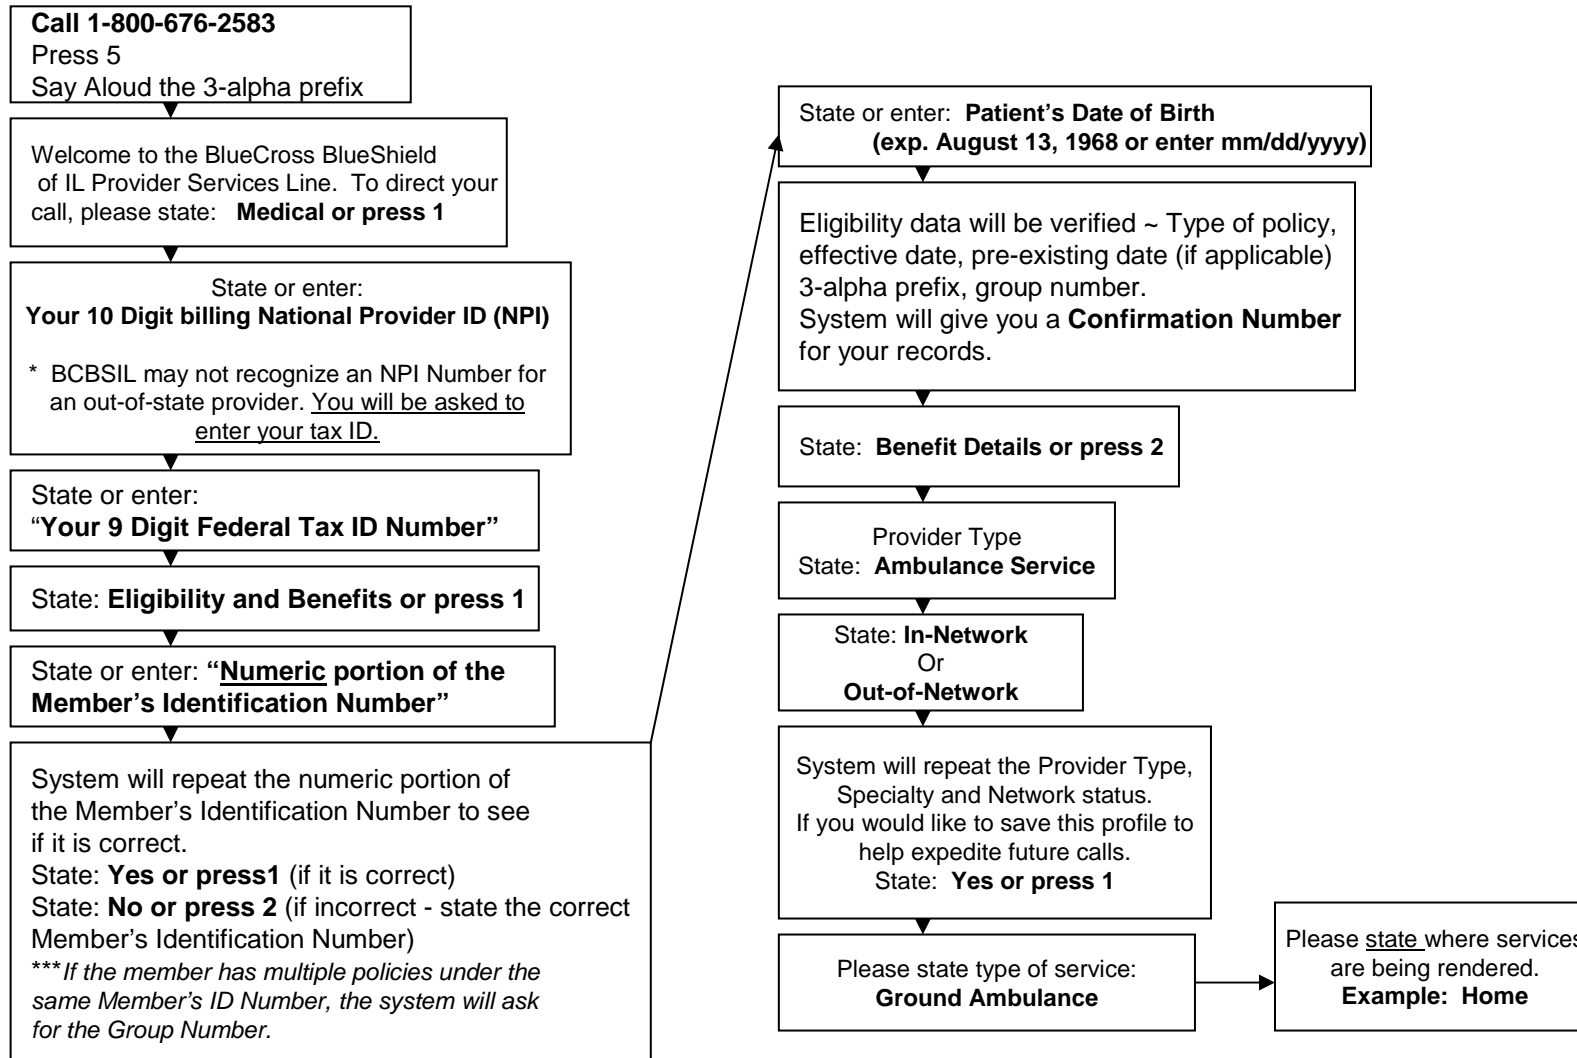 Call 1-800-676-2583
Press 5
Say Aloud the 3-alpha prefix
Welcome to the BlueCross BlueShield
of IL Provider Services Line. To direct your
call, please state: Medical or press 1
State or enter:
Your 10 Digit billing National Provider ID (NPI)
* BCBSIL may not recognize an NPI Number for
an out-of-state provider. You will be asked to
enter your tax ID.
State or enter:
“Your 9 Digit Federal Tax ID Number”
State: Eligibility and Benefits or press 1
State or enter: “Numeric portion of the
Member’s Identification Number”
System will repeat the numeric portion of
the Member’s Identification Number to see
if it is correct.
State: Yes or press1 (if it is correct)
State: No or press 2 (if incorrect - state the correct
Member’s Identification Number)
***If the member has multiple policies under the
same Member’s ID Number, the system will ask
for the Group Number.
State or enter: Patient’s Date of Birth
(exp. August 13, 1968 or enter mm/dd/yyyy)
Eligibility data will be verified ~ Type of policy,
effective date, pre-existing date (if applicable)
3-alpha prefix, group number.
System will give you a Confirmation Number
for your records.
State: Benefit Details or press 2
Provider Type
State: Ambulance Service
State: In-Network
Or
Out-of-Network
System will repeat the Provider Type,
Specialty and Network status.
If you would like to save this profile to
help expedite future calls.
State: Yes or press 1
Please state type of service:
Ground Ambulance
Please state where services
are being rendered.
Example: Home